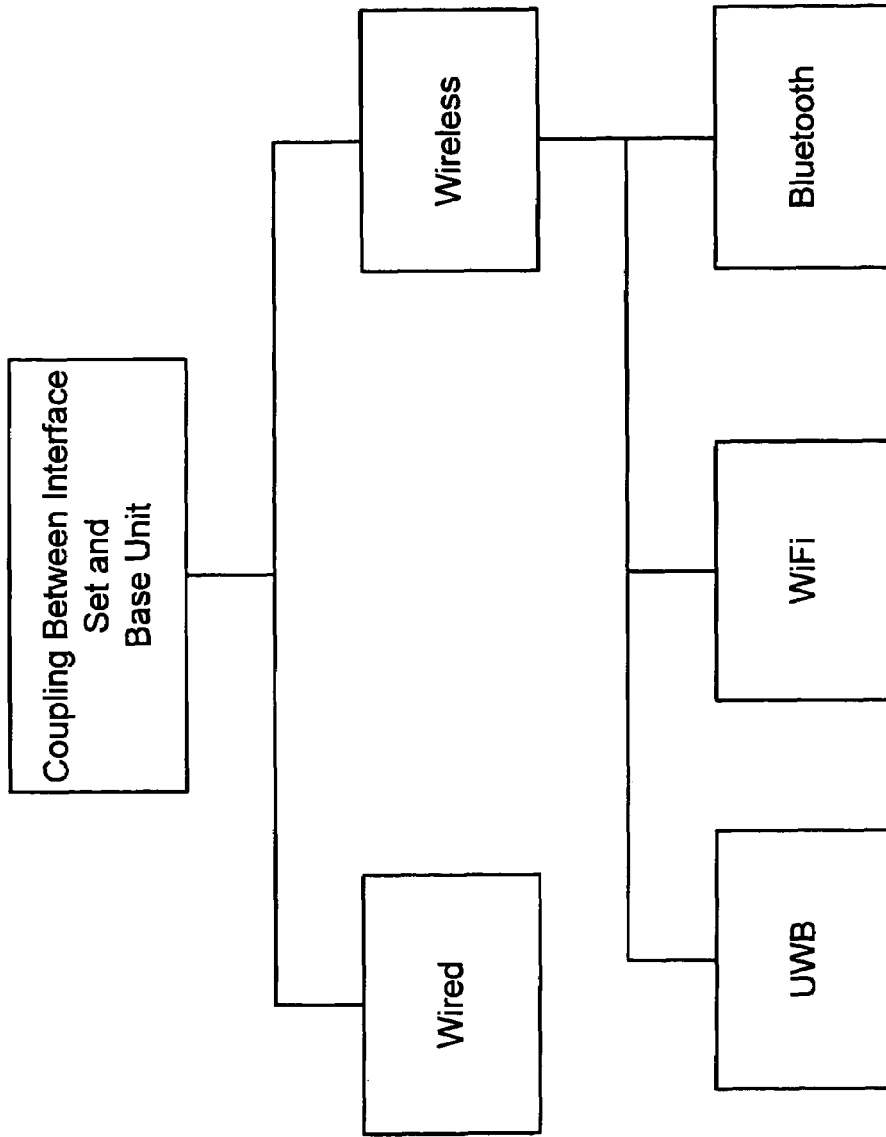 Coupling Between Interface
Set and
Base Unit
Wired
Wireless
UWB
WiFi
Bluetooth